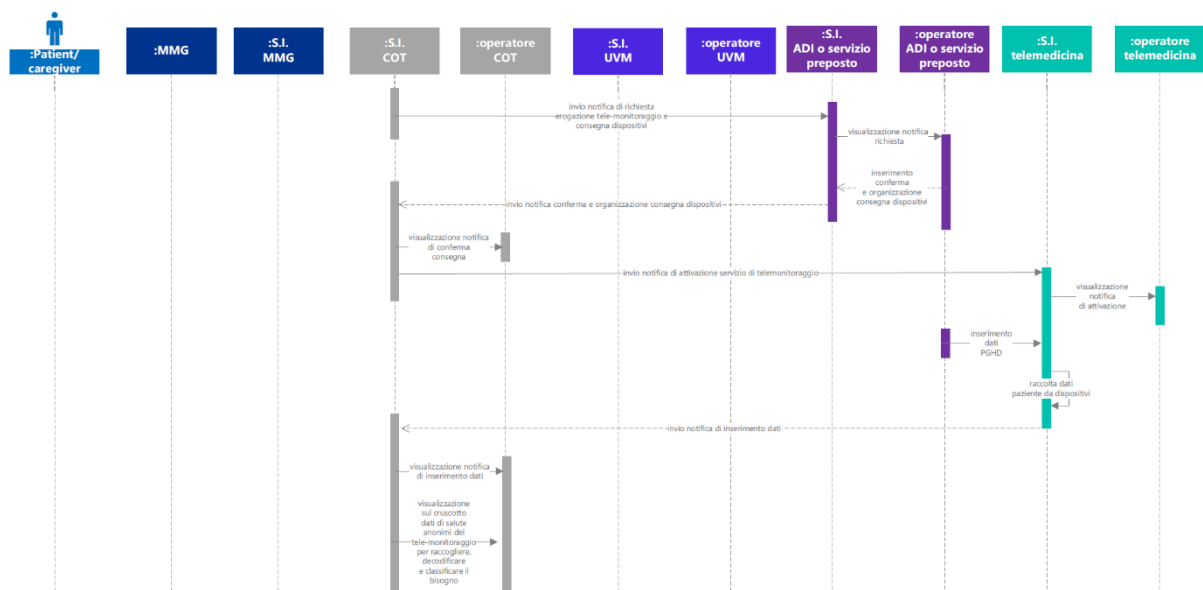 :Patient/
caregiver
:MMG
:S.I.
MMG
:S.I.
COT
:operatore
COT
:S.I.
UVM
:operatore
UVM
:S.I.
ADI o servizio
preposto
:operatore
ADI o servizio
preposto
:S.I.
telemedicina
:operatore
telemedicina
invio notifica di richiesta
erogazione tele-monitoraggio e
consegna dispositivi
visualizzazione notifica
richiesta
inserimento
conferma
e organizzazione
consegna dispositivi
invio notifica conferma e organizzazione consegna dispositivi
visualizzazione notifica
di conferma
consegna
invio notifica di attivazione servizio di telemonitoraggio
visualizzazione
notifica
di attivazione
inserimento
dati
PGHD
raccolta dati
paziente da dispositivi
invio notifica di inserimento dati
visualizzazione notifica
di inserimento dati
visualizzazione
sul cruscotto
dati di salute
anonimi del
tele-monitoraggio
per raccogliere,
decodificare
e classificare il
bisogno